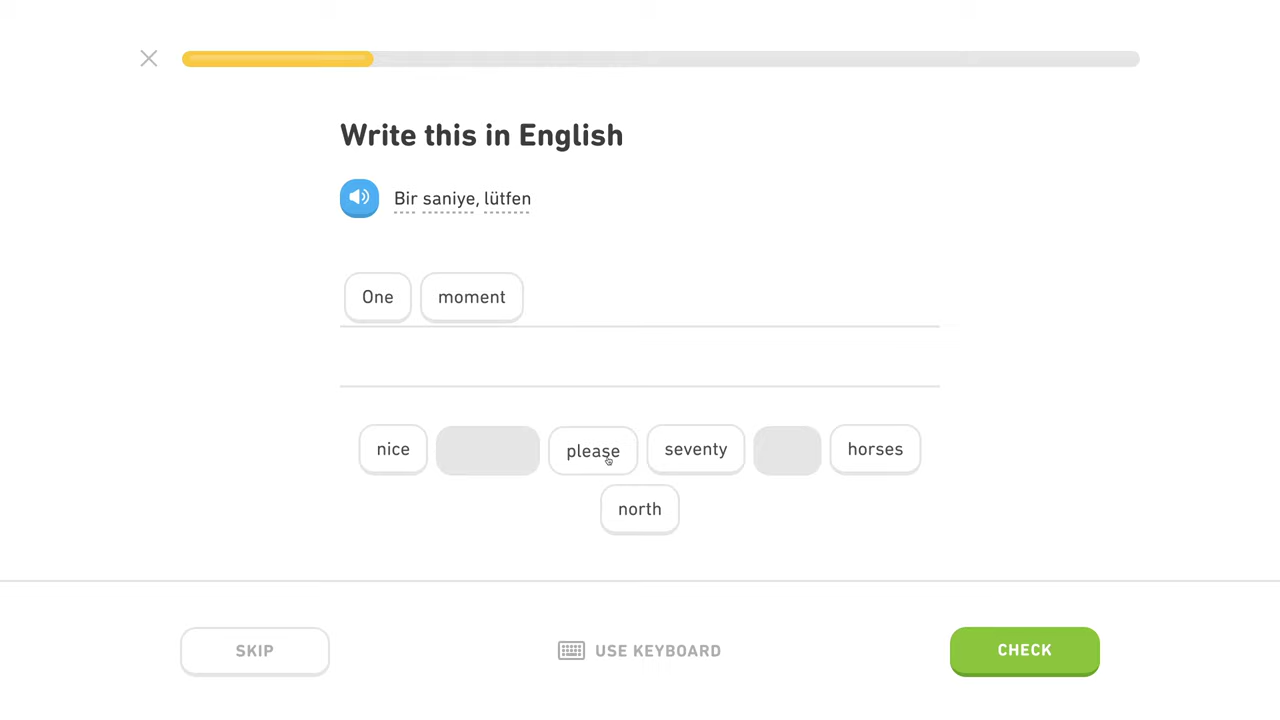 Write this in English
Bir saniye, lütfen
One moment
nice please seventy horses
north
SKIP USE KEYBOARD CHECK